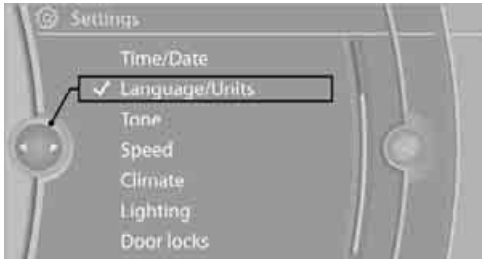 Settings
Time/Date
Language/Units
Tone
Speed
Climate
Lighting
Door locks